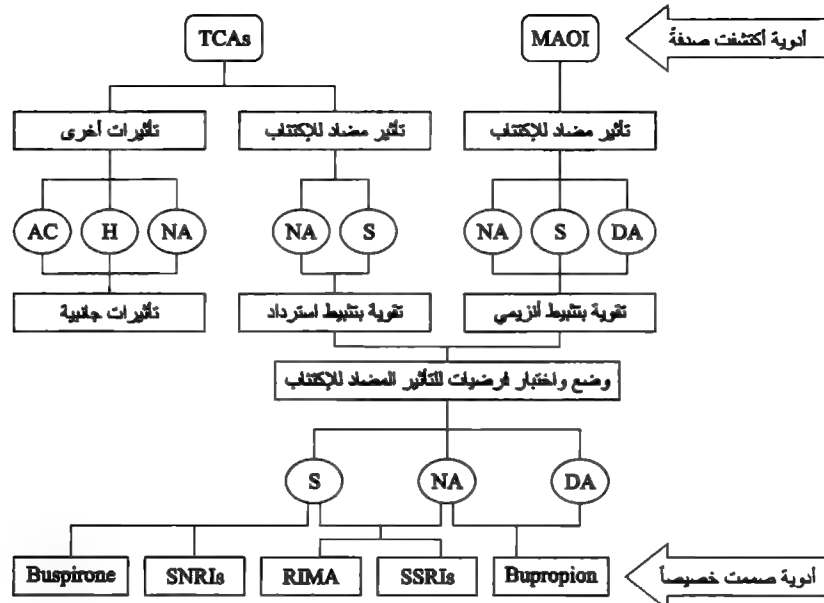 TCAs
MAOI
أدوية أكتشفت صدفةً
تأثيرات أخرى
تأثير مضاد للإكتئاب
تأثير مضاد للإكتئاب
AC
H
NA
NA
S
NA
S
DA
تأثيرات جانبية
تقوية بتثبيط استرداد
تقوية بتثبيط أنزيمي
وضع واختبار فرضيات للتأثير المضاد للإكتئاب
S
NA
DA
Buspirone
SNRIs
RIMA
SSRIs
Bupropion
أدوية صممت خصيصاً